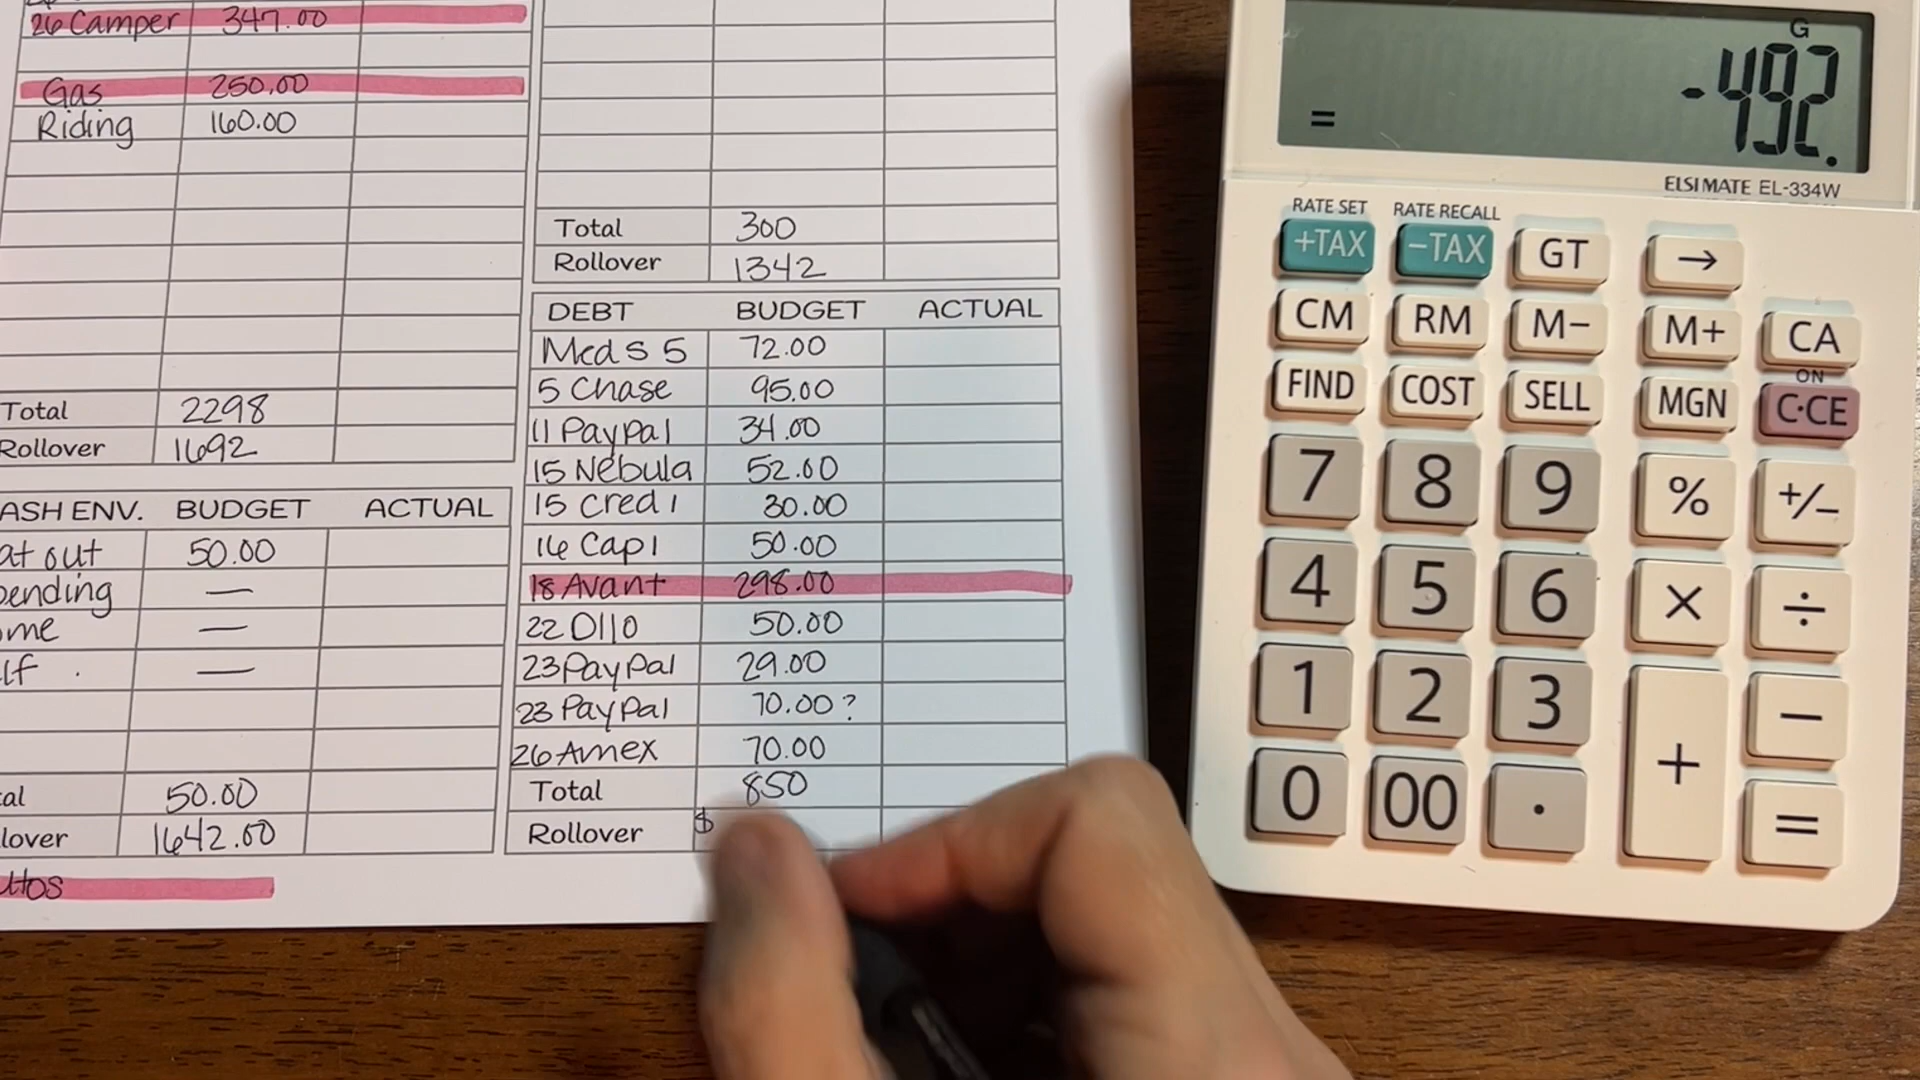 26 Camper 347.00
Gas 250.00
Riding 160.00
Total 2298
Rollover 1692
ASH ENV. BUDGET ACTUAL
at out 50.00
pending —
ome —
lf . —
al 50.00
lover 1642.00
utos
Total 300
Rollover 1342
DEBT BUDGET ACTUAL
Med S 5 72.00
5 Chase 95.00
11 PayPal 34.00
15 Nebula 52.00
15 Cred 1 30.00
16 Cap 1 50.00
18 Avant 298.00
22 Ollo 50.00
23 PayPal 29.00
23 PayPal 70.00?
26 Amex 70.00
Total 850
Rollover $
G
-492.
=
ELSI MATE EL-334W
RATE SET RATE RECALL
+TAX -TAX GT →
CM RM M- M+ CA
ON
FIND COST SELL MGN C·CE
7 8 9 % +/-
4 5 6 × ÷
1 2 3 + −
0 00 . =